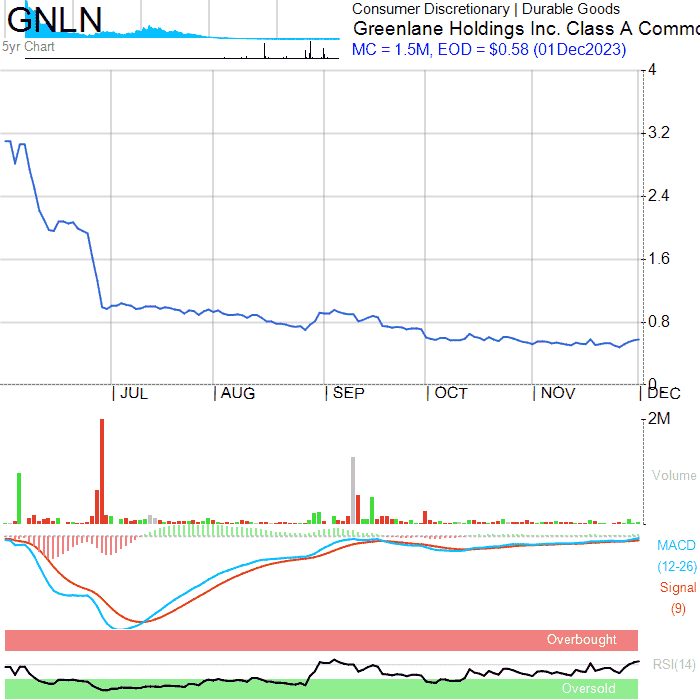 GNLN
5yr Chart
Consumer Discretionary | Durable Goods
Greenlane Holdings Inc. Class A Commo
MC = 1.5M, EOD = $0.58 (01Dec2023)
4
3.2
2.4
1.6
0.8
0
JUL AUG SEP OCT NOV DEC
2M
Volume
MACD
(12-26)
Signal
(9)
Overbought
RSI(14)
Oversold